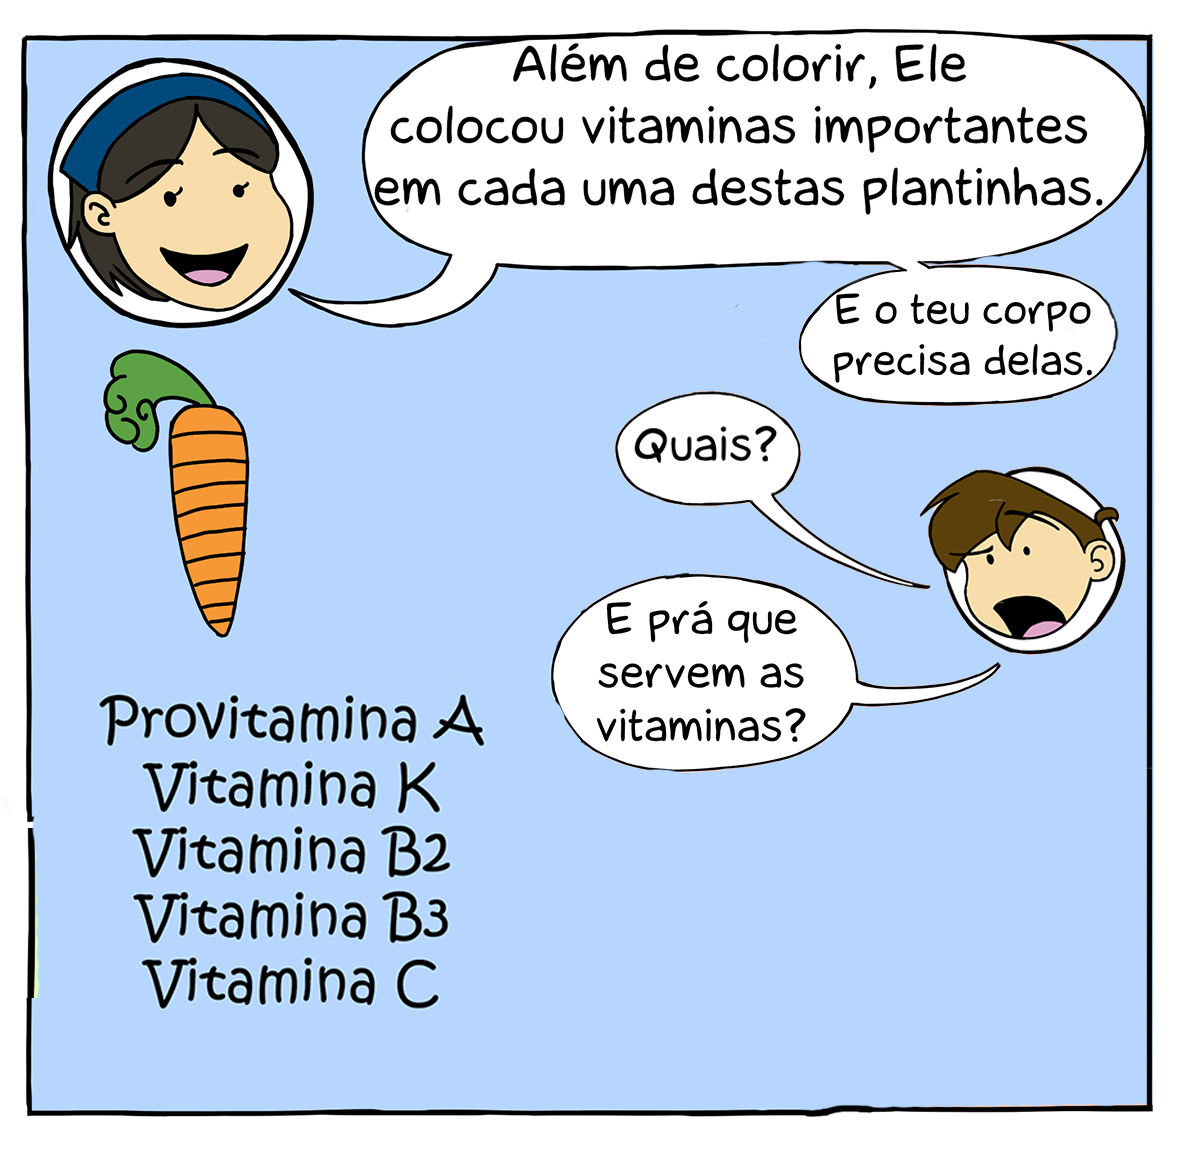 Além de colorir, Ele
colocou vitaminas importantes
em cada uma destas plantinhas.
E o teu corpo
precisa delas.
Quais?
E prá que
servem as
vitaminas?
Provitamina A
Vitamina K
Vitamina B2
Vitamina B3
Vitamina C